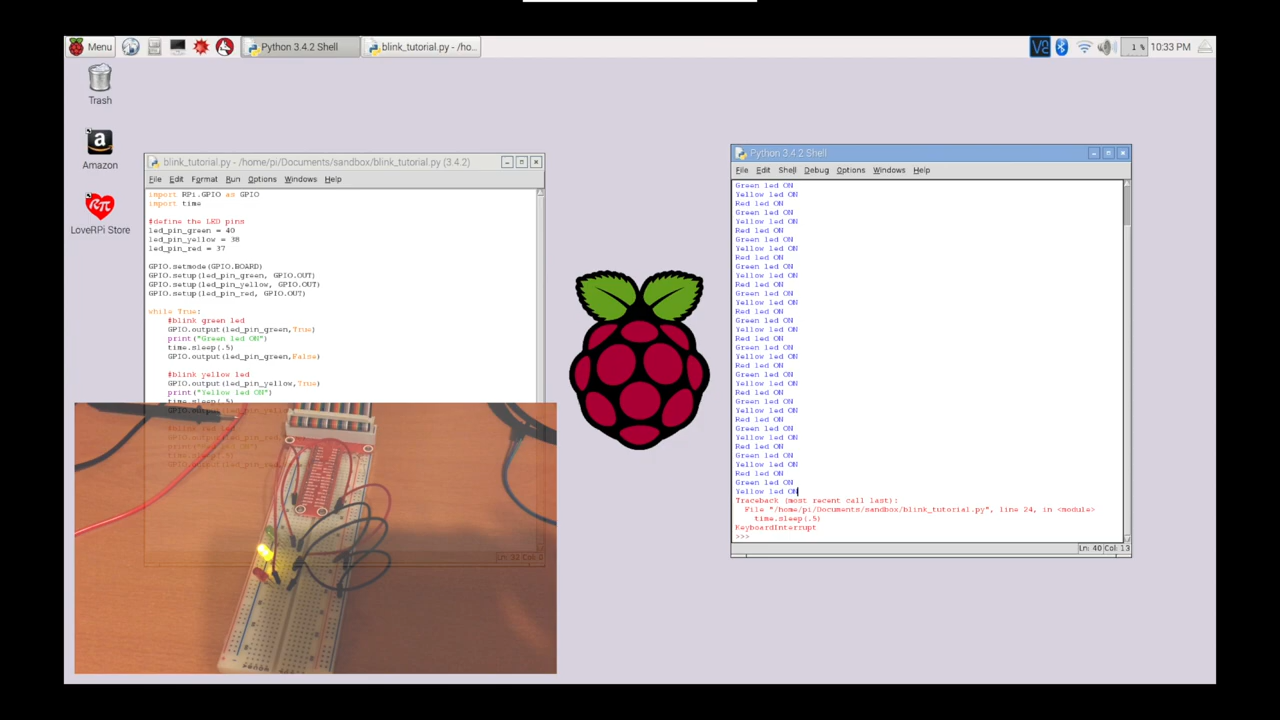 Menu
Python 3.4.2 Shell
blink_tutorial.py - /ho...
V2
1 %
10:33 PM
Trash
Amazon
LoveRPi Store
blink_tutorial.py - /home/pi/Documents/sandbox/blink_tutorial.py (3.4.2)
File Edit Format Run Options Windows Help
import RPi.GPIO as GPIO
import time
#define the LED pins
led_pin_green = 40
led_pin_yellow = 38
led_pin_red = 37
GPIO.setmode(GPIO.BOARD)
GPIO.setup(led_pin_green, GPIO.OUT)
GPIO.setup(led_pin_yellow, GPIO.OUT)
GPIO.setup(led_pin_red, GPIO.OUT)
while True:
#blink green led
GPIO.output(led_pin_green,True)
print("Green led ON")
time.sleep(.5)
GPIO.output(led_pin_green,False)
#blink yellow led
GPIO.output(led_pin_yellow,True)
print("Yellow led ON")
time.sleep(.5)
Python 3.4.2 Shell
File Edit Shell Debug Options Windows Help
Green led ON
Yellow led ON
Red led ON
Green led ON
Yellow led ON
Red led ON
Green led ON
Yellow led ON
Red led ON
Green led ON
Yellow led ON
Red led ON
Green led ON
Yellow led ON
Red led ON
Green led ON
Yellow led ON
Red led ON
Green led ON
Yellow led ON
Red led ON
Green led ON
Yellow led ON
Red led ON
Green led ON
Yellow led ON
Red led ON
Green led ON
Yellow led ON
Red led ON
Green led ON
Yellow led ON
Red led ON
Green led ON
Yellow led ON
Traceback (most recent call last):
File "/home/pi/Documents/sandbox/blink_tutorial.py", line 24, in <module>
time.sleep(.5)
KeyboardInterrupt
>>>
Ln: 40 Col: 13